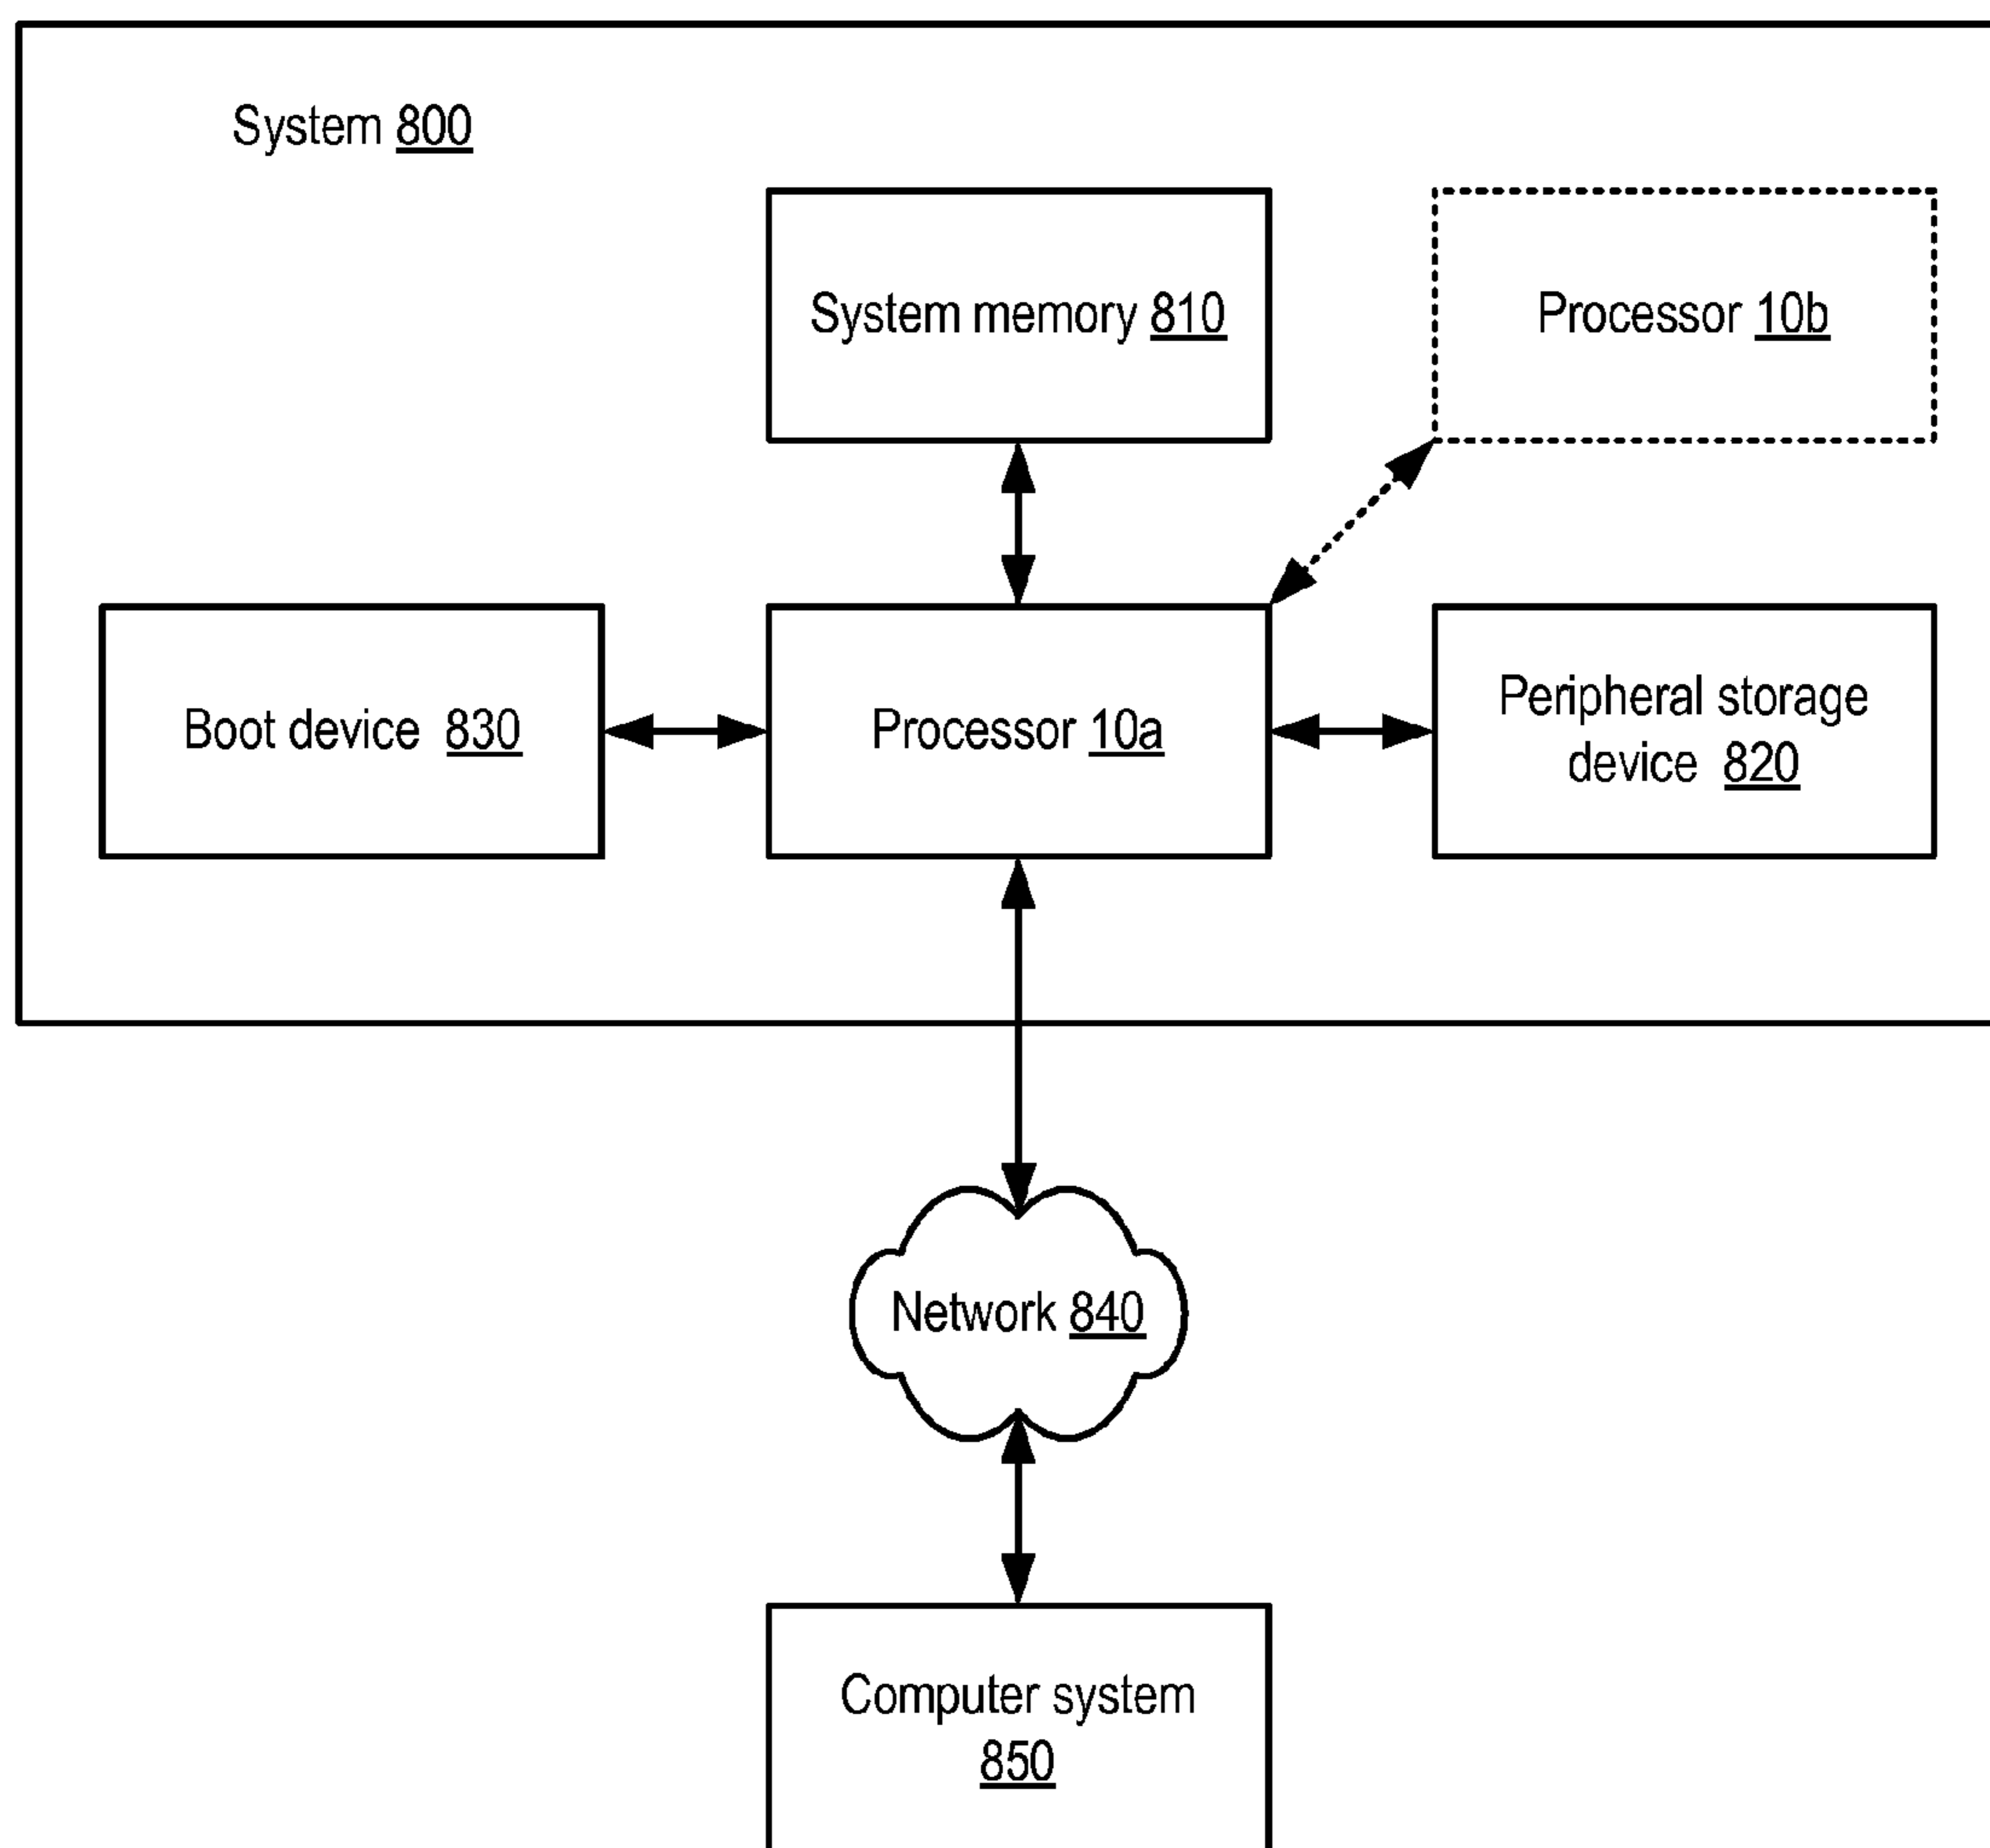 System 800
System memory 810
Processor 10b
Boot device 830
Processor 10a
Peripheral storage
device 820
Network 840
Computer system
850